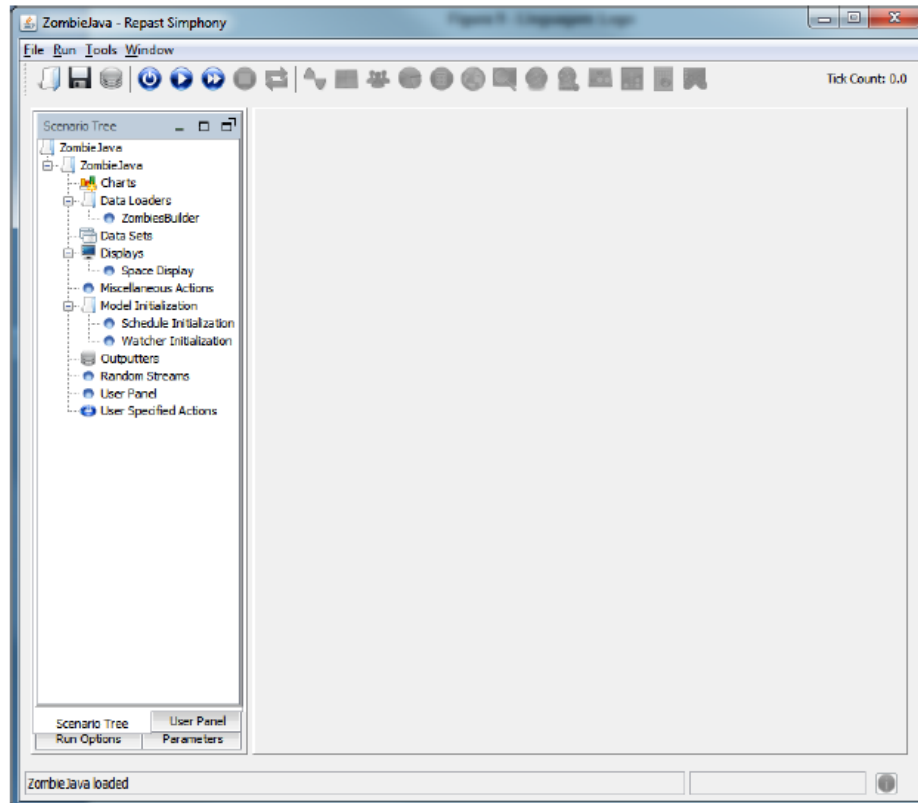 ZombieJava - Repast Simphony
File Run Tools Window
Tick Count: 0.0
Scenario Tree
ZombieJava
ZombieJava
Charts
Data Loaders
ZombiesBuilder
Data Sets
Displays
Space Display
Miscellaneous Actions
Model Initialization
Schedule Initialization
Watcher Initialization
Outputters
Random Streams
User Panel
User Specified Actions
Scenario Tree User Panel
Run Options Parameters
ZombieJava loaded